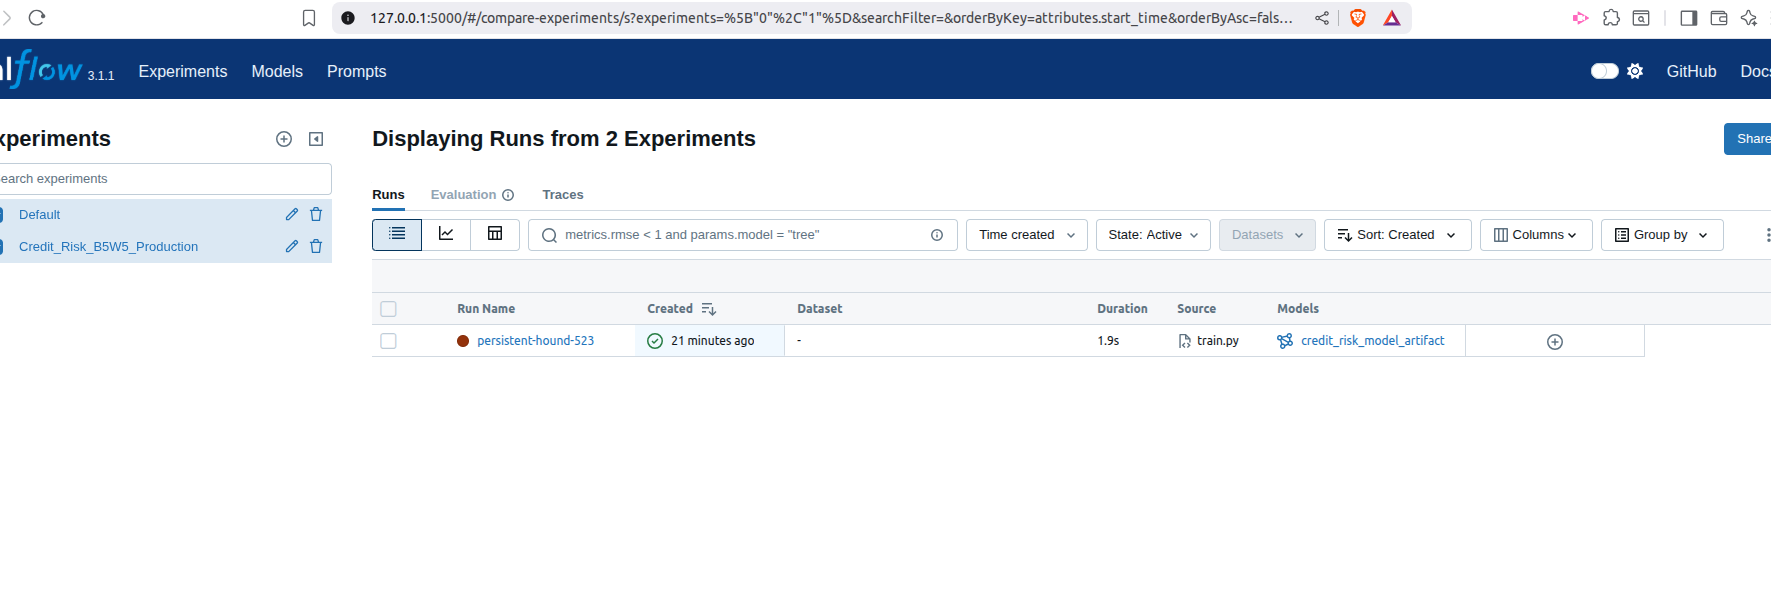 127.0.0.1:5000/#/compare-experiments/s?experiments=%5B"0"%2C"1"%5D&searchFilter=&orderByKey=attributes.start_time&orderByAsc=fals...
lflow 3.1.1 Experiments Models Prompts GitHub Docs
xperiments
Displaying Runs from 2 Experiments
Share
earch experiments
Runs Evaluation Traces
Default
metrics.rmse < 1 and params.model = "tree" Time created State: Active Datasets Sort: Created Columns Group by
Credit_Risk_B5W5_Production
Run Name Created Dataset Duration Source Models
persistent-hound-523 21 minutes ago - 1.9s train.py credit_risk_model_artifact